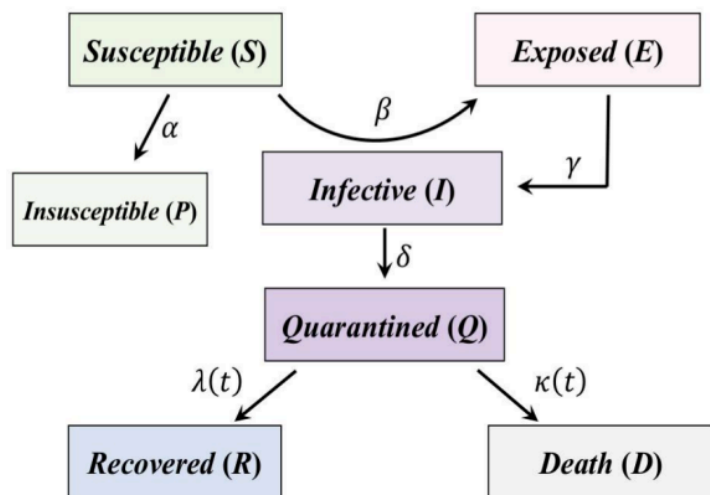 Susceptible (S)
Exposed (E)
α
β
Insusceptible (P)
Infective (I)
γ
δ
Quarantined (Q)
λ(t)
κ(t)
Recovered (R)
Death (D)